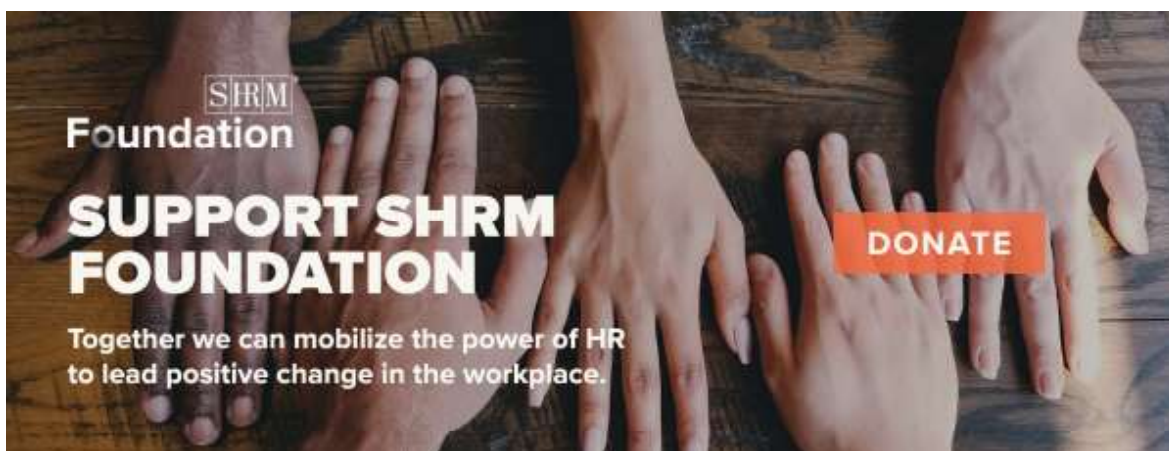 SHRM
Foundation
SUPPORT SHRM
FOUNDATION
Together we can mobilize the power of HR
to lead positive change in the workplace.
DONATE